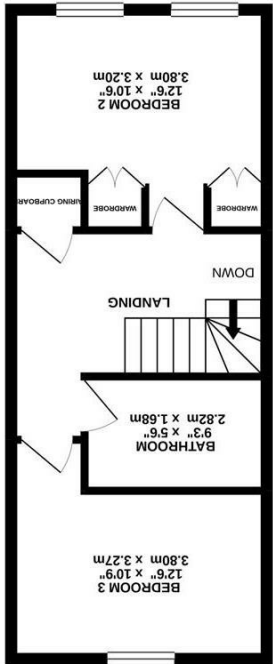 BEDROOM 3
12'6" x 10'9"
3.80m x 3.27m
BATHROOM
9'3" x 5'6"
2.82m x 1.68m
LANDING
DOWN
WARDROBE
WARDROBE
AIRING CUPBOARD
BEDROOM 2
12'6" x 10'6"
3.80m x 3.20m